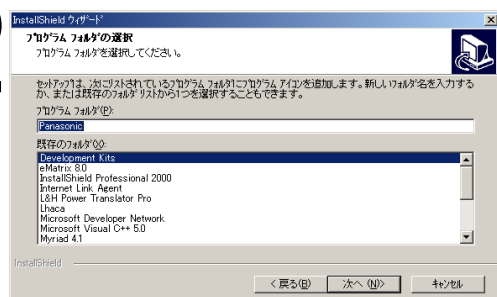 InstallShield ウィザード
プログラム フォルダの選択
プログラム フォルダを選択してください。
セットアップは、次にリストされているプログラム フォルダにプログラム アイコンを追加します。新しいフォルダ名を入力する
か、または既存のフォルダ リストから1つを選択することもできます。
プログラム フォルダ(P):
Panasonic
既存のフォルダ(X):
Development Kits
eMatrix 8.0
InstallShield Professional 2000
Internet Link Agent
L&H Power Translator Pro
Lhaca
Microsoft Developer Network
Microsoft Visual C++ 5.0
Myriad 4.1
InstallShield
< 戻る(B)
次へ (N)>
キャンセル